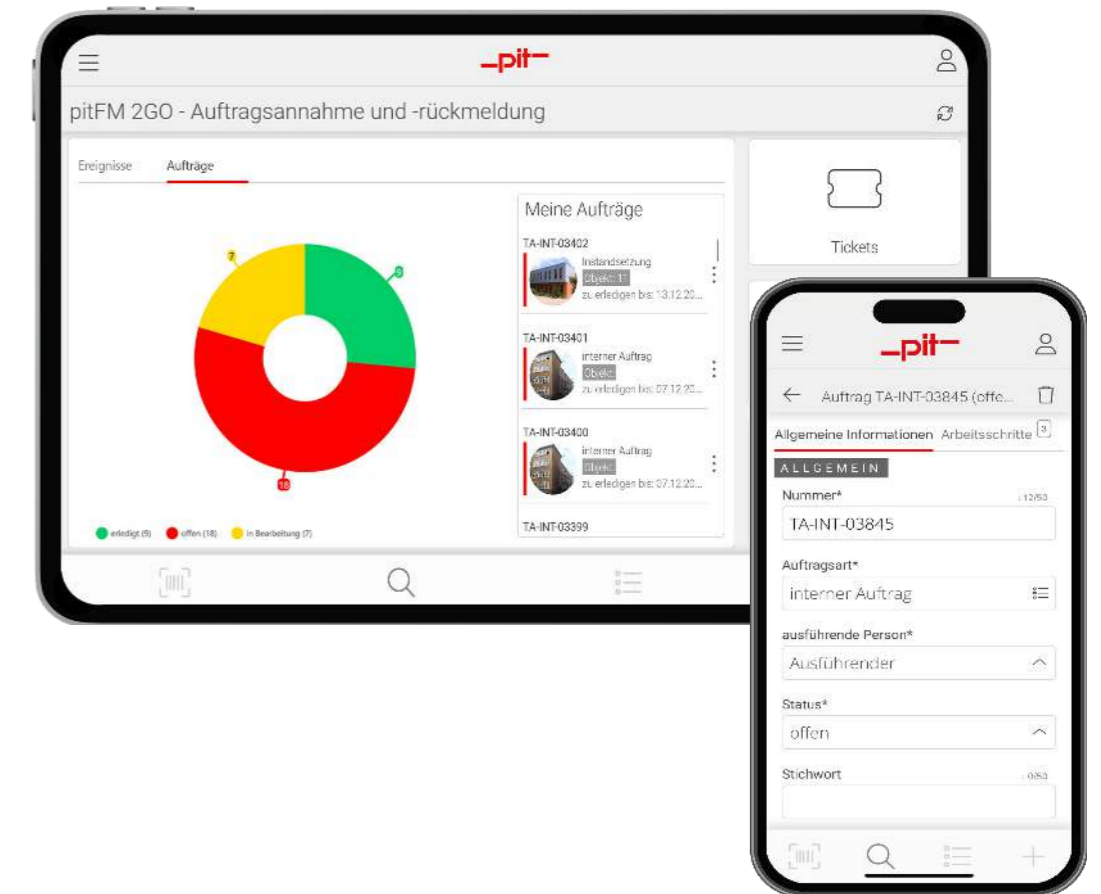 pit
pitFM 2GO - Auftragsannahme und -rückmeldung
Ereignisse Aufträge
7
9
18
erledigt (9) offen (18) in Bearbeitung (7)
Meine Aufträge
TA-INT-03402
Instandsetzung
Objekt: 11
zu erledigen bis: 13.12.20...
TA-INT-03401
interner Auftrag
Objekt:
zu erledigen bis: 07.12.20...
TA-INT-03400
interner Auftrag
Objekt:
zu erledigen bis: 07.12.20...
TA-INT-03399
Tickets
pit
Auftrag TA-INT-03845 (offe...
Allgemeine Informationen Arbeitsschritte 3
ALLGEMEIN
Nummer* 12/50
TA-INT-03845
Auftragsart*
interner Auftrag
ausführende Person*
Ausführender
Status*
offen
Stichwort 0/50